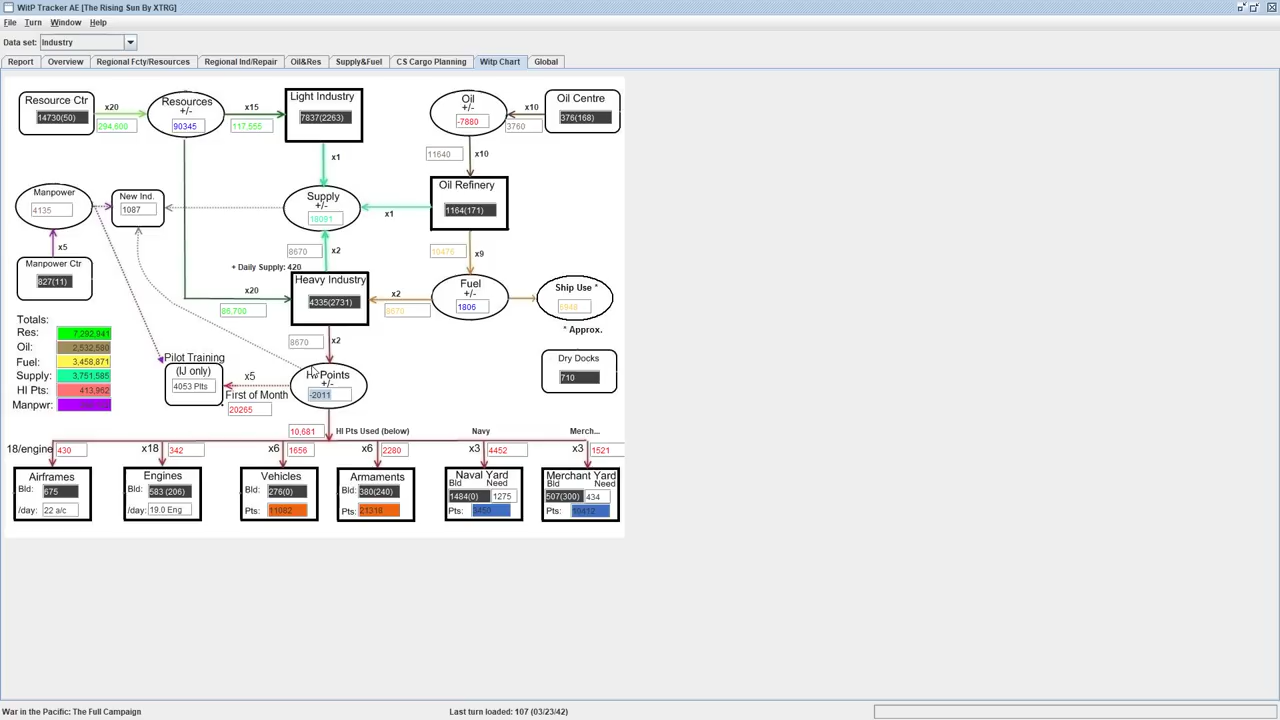 WitP Tracker AE [The Rising Sun By XTRG]
File Turn Window Help
Data set: Industry
Report Overview Regional Fcty/Resources Regional Ind/Repair Oil&Res Supply&Fuel CS Cargo Planning Witp Chart Global
Resource Ctr
14730(50)
x20
294,600
Resources
+/-
90345
x15
117,555
Light Industry
7837(2263)
Oil
+/-
-7880
x10
3760
Oil Centre
376(168)
x1
11640
x10
Manpower
4135
New Ind.
1087
Supply
+/-
18091
x1
Oil Refinery
1164(171)
x5
8670
x2
10476
x9
Manpower Ctr
827(11)
+ Daily Supply: 420
x20
86,700
Heavy Industry
4335(2731)
x2
8670
Fuel
+/-
1806
Ship Use *
6948
* Approx.
Totals:
Res: 7,292,941
Oil: 2,532,580
Fuel: 3,458,871
Supply: 3,751,585
HI Pts: 413,962
Manpwr:
8670
x2
Pilot Training
(IJ only)
4053 Plts
x5
First of Month
20265
HI Points
+/-
-2011
Dry Docks
710
10,681
HI Pts Used (below)
Navy
Merch...
18/engine 430
x18 342
x6 1656
x6 2280
x3 4452
x3 1521
Airframes
Bld: 675
/day: 22 a/c
Engines
Bld: 583 (206)
/day: 19.0 Eng
Vehicles
Bld: 276(0)
Pts: 11082
Armaments
Bld: 380(240)
Pts: 21318
Naval Yard
Bld Need
1484(0) 1275
Pts: 5450
Merchant Yard
Bld Need
507(300) 434
Pts: 10412
War in the Pacific: The Full Campaign
Last turn loaded: 107 (03/23/42)